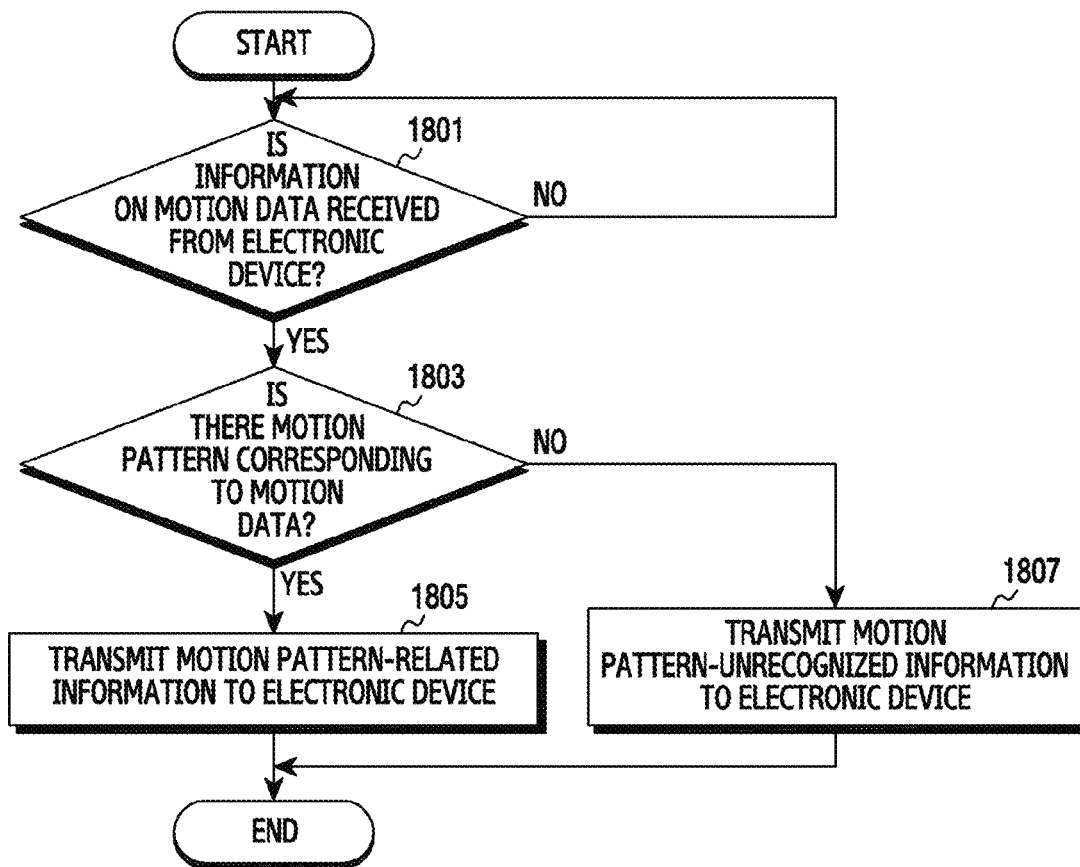 START
1801
IS
INFORMATION
ON MOTION DATA RECEIVED
FROM ELECTRONIC
DEVICE?
NO
YES
1803
IS
THERE MOTION
PATTERN CORRESPONDING
TO MOTION
DATA?
NO
YES
1805
TRANSMIT MOTION PATTERN-RELATED
INFORMATION TO ELECTRONIC DEVICE
1807
TRANSMIT MOTION
PATTERN-UNRECOGNIZED INFORMATION
TO ELECTRONIC DEVICE
END